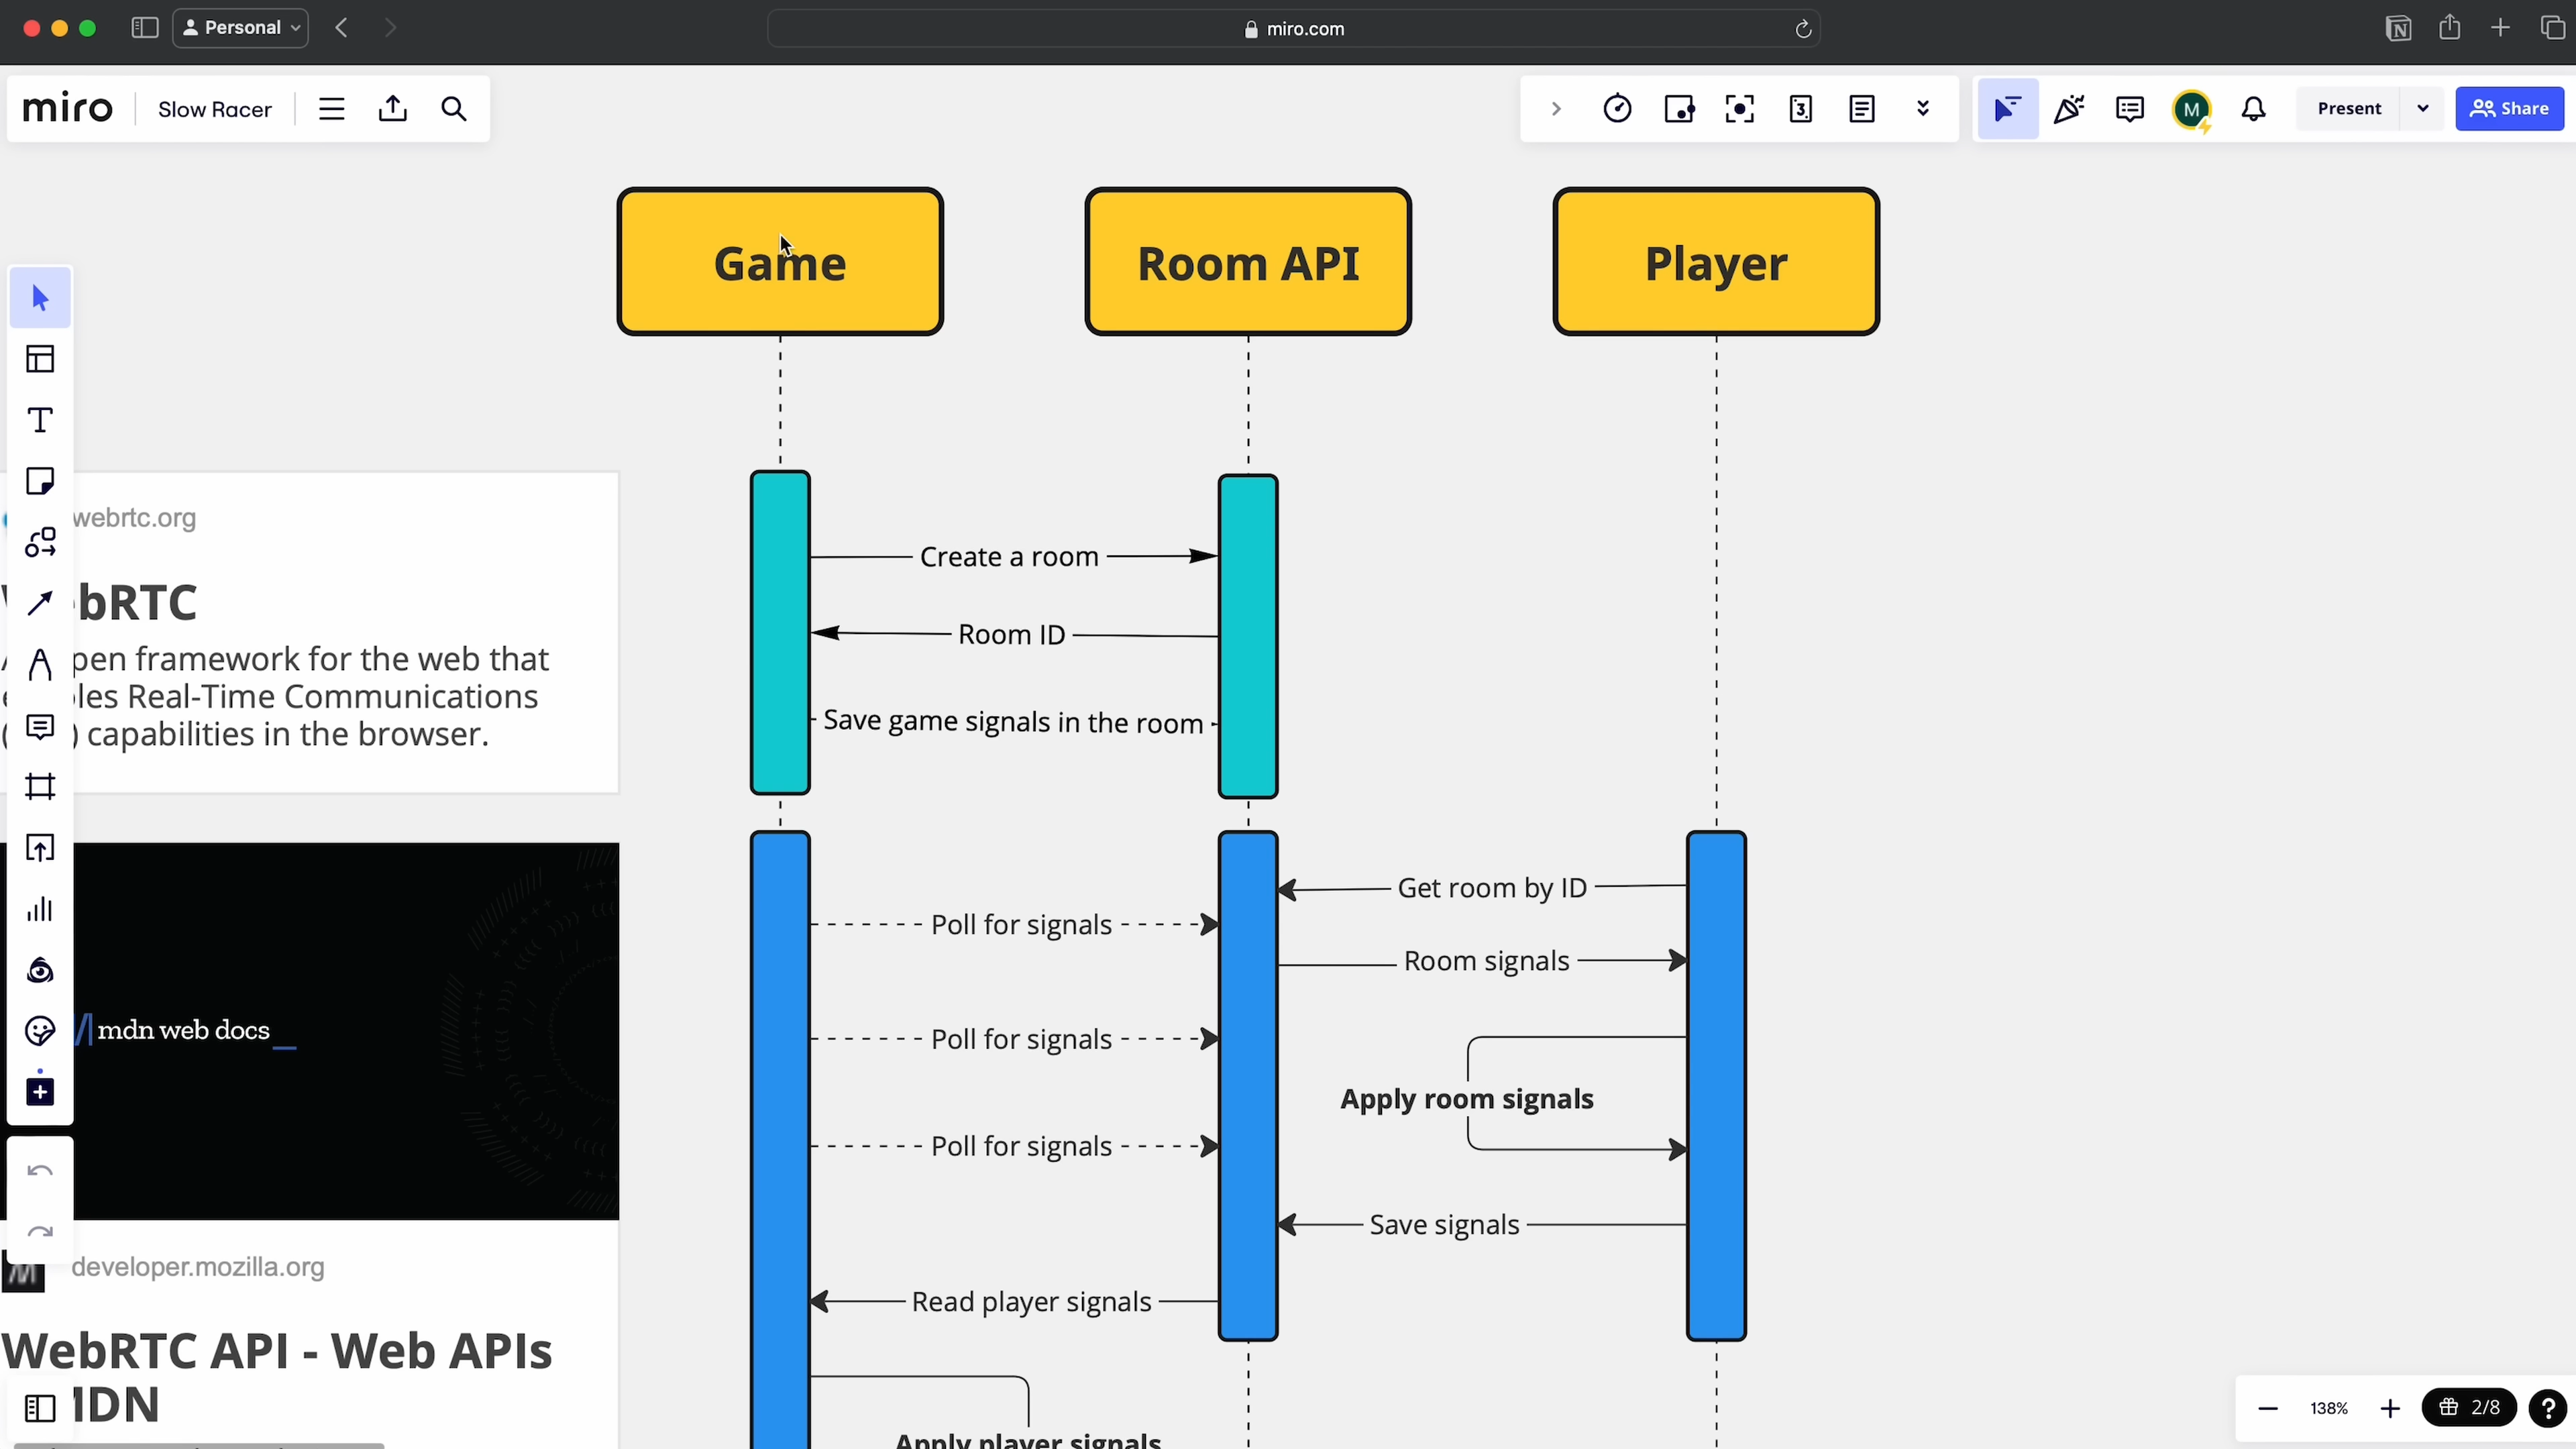 Personal
miro.com
miro
Slow Racer
3
M
Present
Share
Game
Room API
Player
webrtc.org
bRTC
pen framework for the web that
les Real-Time Communications
) capabilities in the browser.
Create a room
Room ID
Save game signals in the room
Get room by ID
Poll for signals
Room signals
mdn web docs_
Poll for signals
Apply room signals
Poll for signals
Save signals
developer.mozilla.org
Read player signals
WebRTC API - Web APIs
MDN
Apply player signals
138%
2/8
?